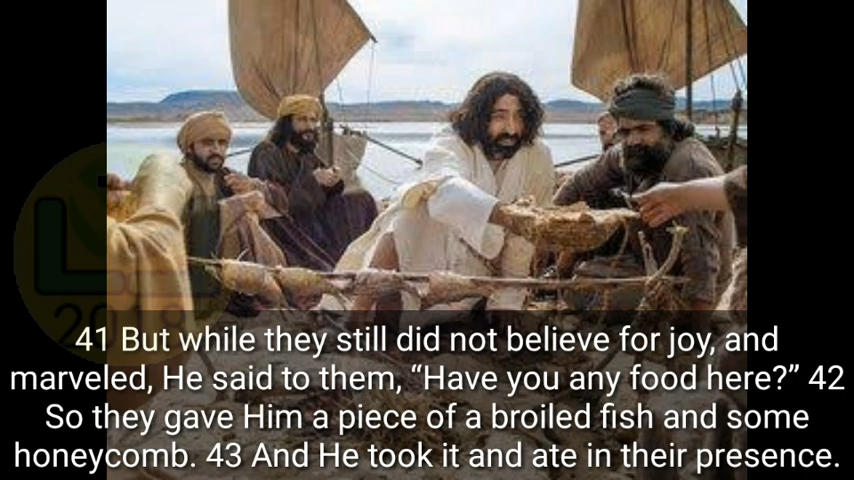 2018
41 But while they still did not believe for joy, and
marveled, He said to them, “Have you any food here?” 42
So they gave Him a piece of a broiled fish and some
honeycomb. 43 And He took it and ate in their presence.